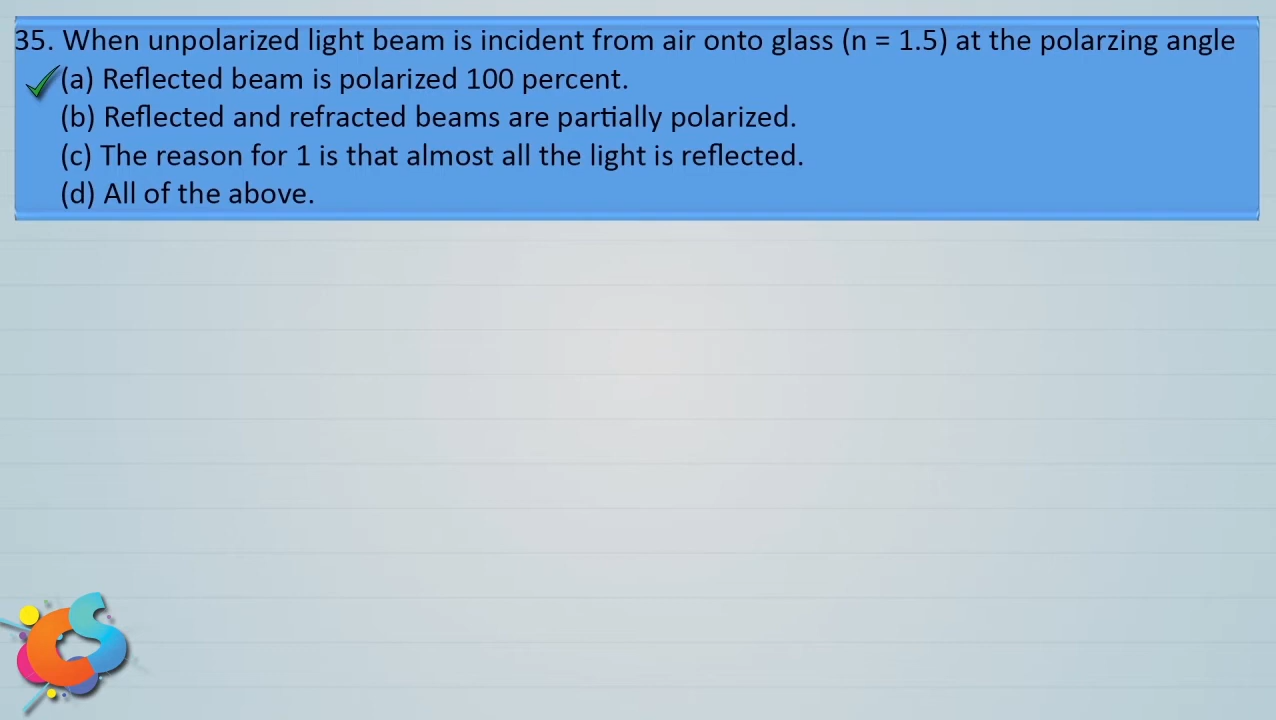 35. When unpolarized light beam is incident from air onto glass (n = 1.5) at the polarzing angle
(a) Reflected beam is polarized 100 percent.
(b) Reflected and refracted beams are partially polarized.
(c) The reason for 1 is that almost all the light is reflected.
(d) All of the above.
CS